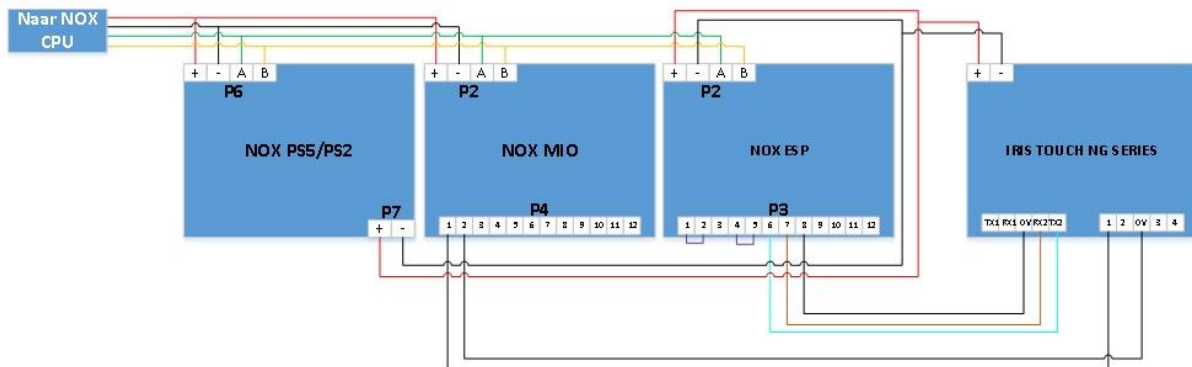 Naar NOX
CPU
+ - A B
P6
NOX PS5/PS2
P7
+ -
+ - A B
P2
NOX MIO
P4
1 2 3 4 5 6 7 8 9 10 11 12
+ - A B
P2
NOX ESP
P3
1 2 3 4 5 6 7 8 9 10 11 12
+ -
IRIS TOUCH NG SERIES
TX1 RX1 0V RX2 TX2
1 2 0V 3 4